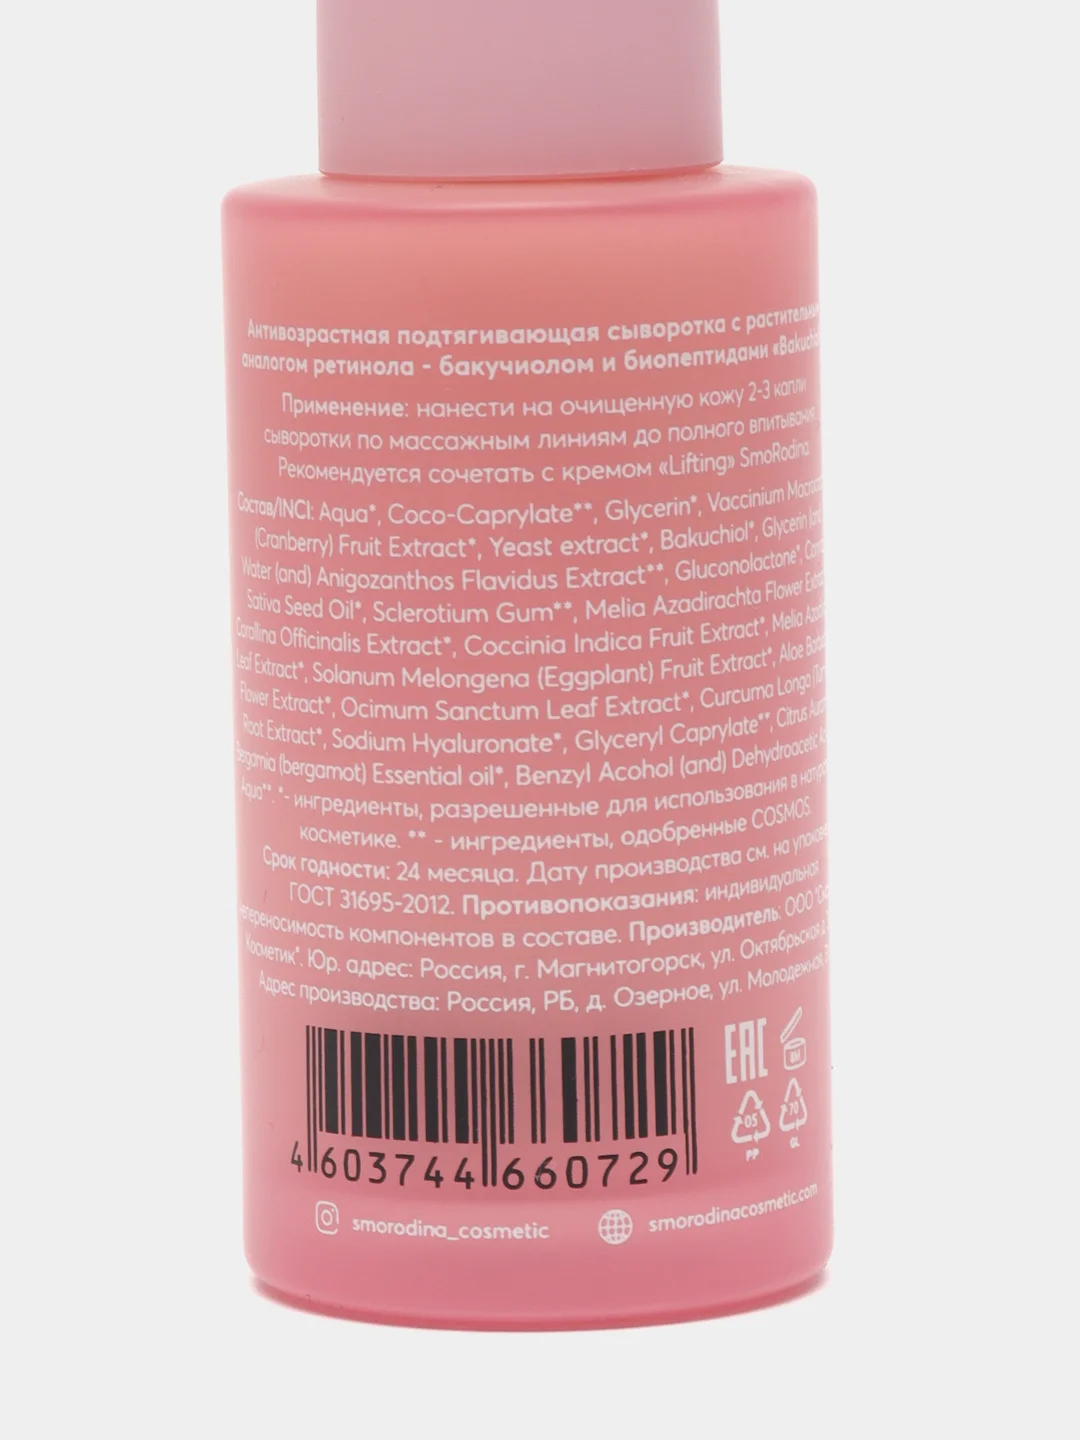 Антивозрастная подтягивающая сыворотка с
аналогом ретинола - бакучиолом и биопептидами
Применение: нанести на очищенную кожу 2-3 капли
сыворотки по массажным линиям до полного впитывания.
Рекомендуется сочетать с кремом «Lifting» SmoRodina.
Состав/INCI: Aqua*, Coco-Caprylate**, Glycerin*, Vaccinium
(Cranberry) Fruit Extract*, Yeast extract*, Bakuchiol*, Glycerin
Water (and) Anigozanthos Flavidus Extract**, Gluconolactone*,
Sativa Seed Oil*, Sclerotium Gum**, Melia Azadirachta Flower
Corallina Officinalis Extract*, Coccinia Indica Fruit Extract*, Melia
Leaf Extract*, Solanum Melongena (Eggplant) Fruit Extract*, Aloe
Flower Extract*, Ocimum Sanctum Leaf Extract*, Curcuma Longa
Root Extract*, Sodium Hyaluronate*, Glyceryl Caprylate**, Citrus
Bergamia (bergamot) Essential oil*, Benzyl Acohol (and) Dehydroacetic
Aqua**. *- ингредиенты, разрешенные для использования в
косметике. ** - ингредиенты, одобренные COSMOS.
Срок годности: 24 месяца. Дату производства см. на
ГОСТ 31695-2012. Противопоказания: индивидуальная
непереносимость компонентов в составе. Производитель: ООО
Косметик". Юр. адрес: Россия, г. Магнитогорск, ул. Октябрьская
Адрес производства: Россия, РБ, д. Озерное, ул. Молодежная,
EAC
05
PP
70
GL
4 603744 660729
smorodina_cosmetic
smorodinacosmetic.com